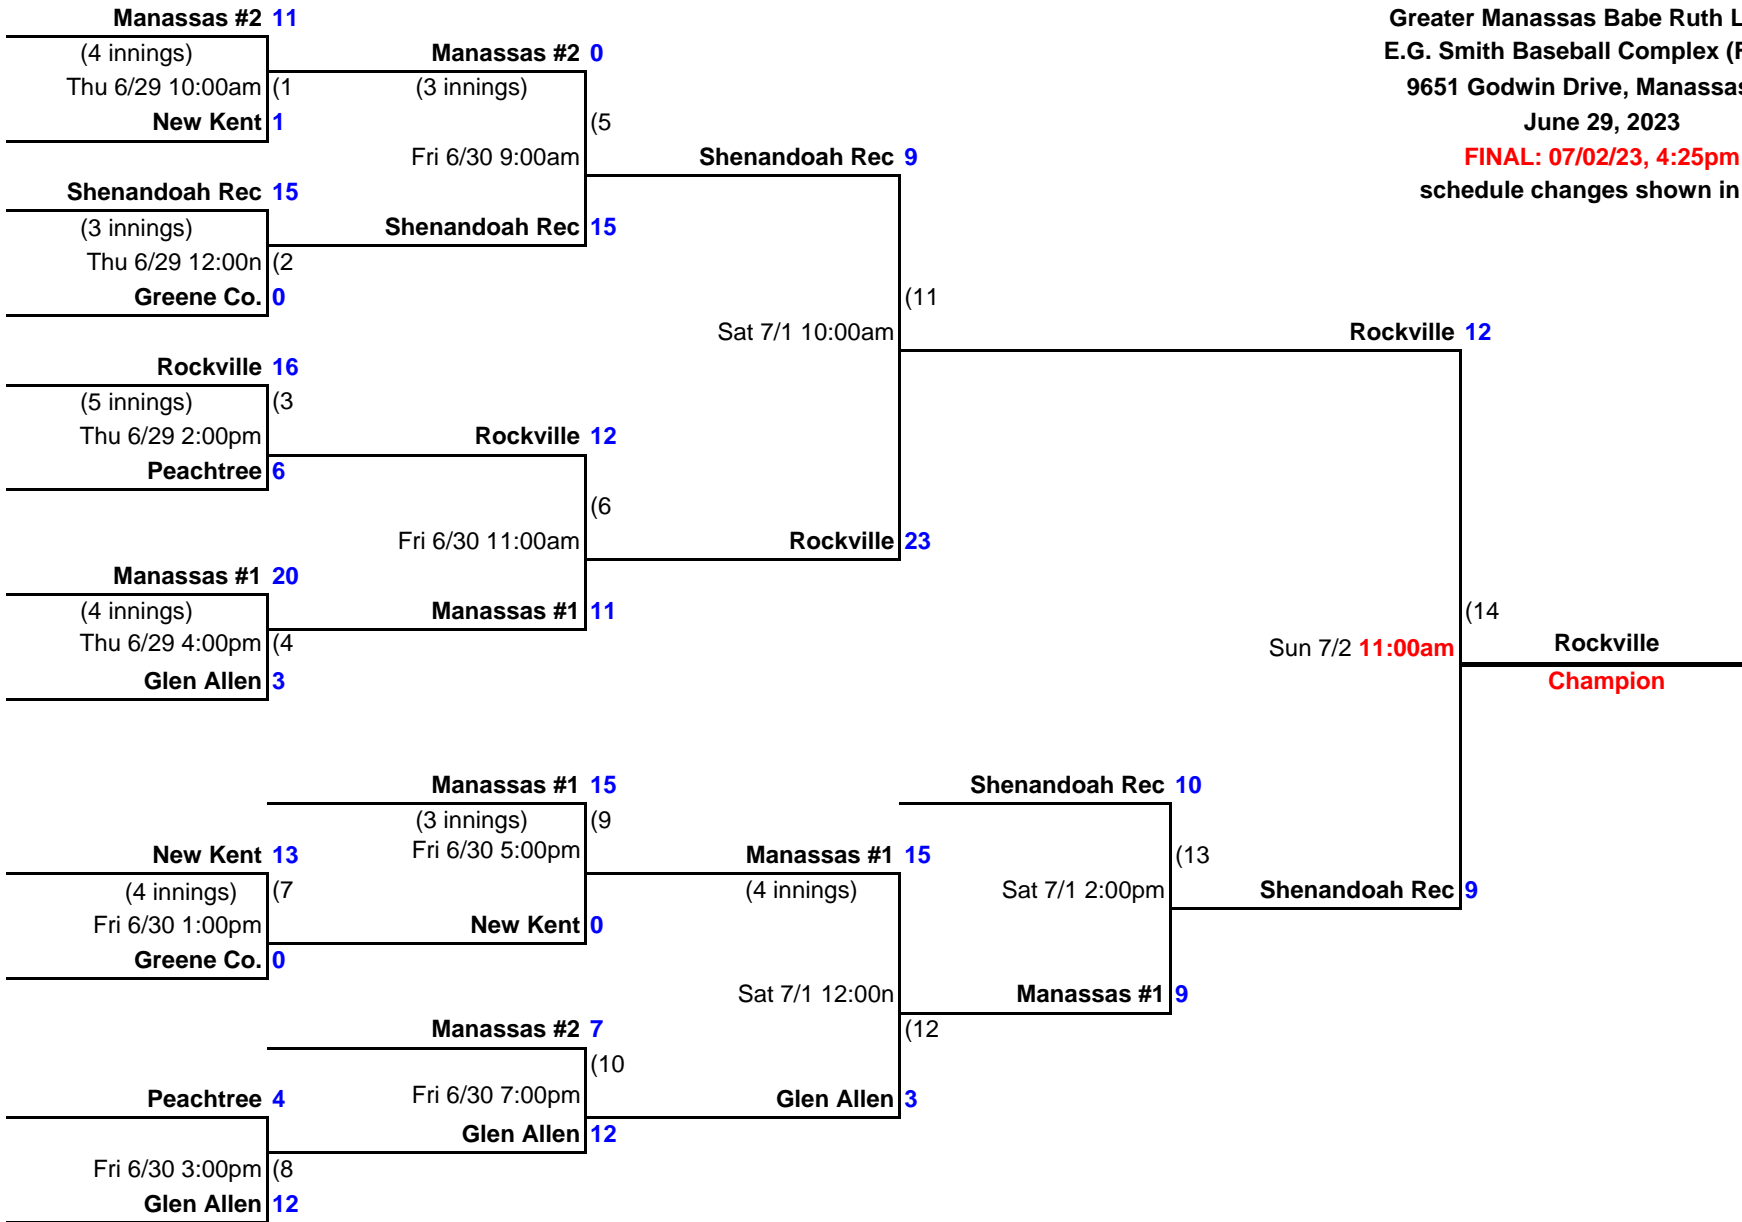 Manassas #2 11
Greater Manassas Babe Ruth L
(4 innings)
Manassas #2 0
E.G. Smith Baseball Complex (
Thu 6/29 10:00am (1
(3 innings)
9651 Godwin Drive, Manassas
New Kent 1
(5
June 29, 2023
Fri 6/30 9:00am
Shenandoah Rec 9
FINAL: 07/02/23, 4:25pm
Shenandoah Rec 15
schedule changes shown in
(3 innings)
Shenandoah Rec 15
Thu 6/29 12:00n (2
Greene Co. 0
(11
Sat 7/1 10:00am
Rockville 12
Rockville 16
(5 innings) (3
Thu 6/29 2:00pm
Rockville 12
Peachtree 6
(6
Fri 6/30 11:00am
Rockville 23
Manassas #1 20
(4 innings)
Manassas #1 11
(14
Thu 6/29 4:00pm (4
Sun 7/2 11:00am
Rockville
Glen Allen 3
Champion
Manassas #1 15
Shenandoah Rec 10
(3 innings) (9
New Kent 13
Fri 6/30 5:00pm
Manassas #1 15
(13
(4 innings) (7
(4 innings)
Sat 7/1 2:00pm
Shenandoah Rec 9
Fri 6/30 1:00pm
New Kent 0
Greene Co. 0
Sat 7/1 12:00n
Manassas #1 9
Manassas #2 7
(12
(10
Peachtree 4
Fri 6/30 7:00pm
Glen Allen 3
Glen Allen 12
Fri 6/30 3:00pm (8
Glen Allen 12